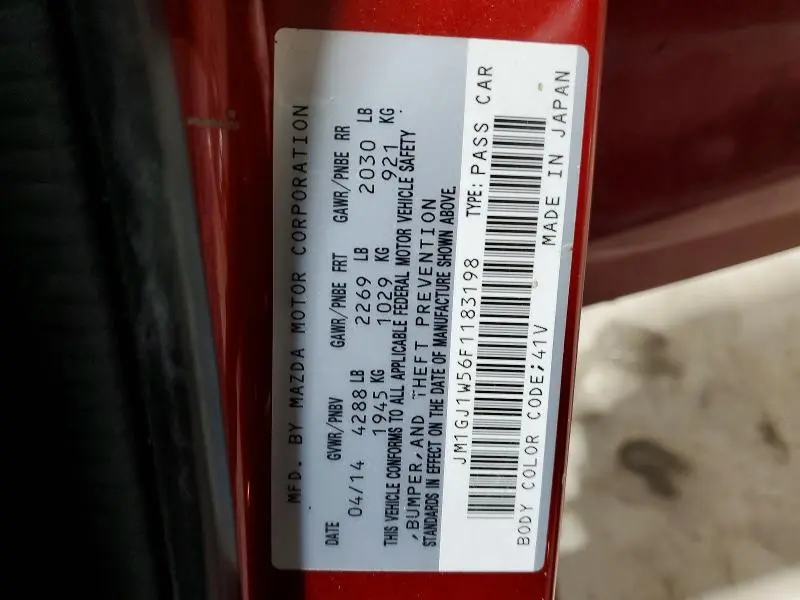 MFD. BY MAZDA MOTOR CORPORATION
DATE GVWR/PNBV GAWR/PNBE FRT GAWR/PNBE RR
04/14 4288 LB 2269 LB 2030 LB
1945 KG 1029 KG 921 KG
THIS VEHICLE CONFORMS TO ALL APPLICABLE FEDERAL MOTOR VEHICLE SAFETY
,BUMPER,AND THEFT PREVENTION
STANDARDS IN EFFECT ON THE DATE OF MANUFACTURE SHOWN ABOVE.
JM1GJ1W56F1183198 TYPE: PASS CAR
BODY COLOR CODE;41V MADE IN JAPAN